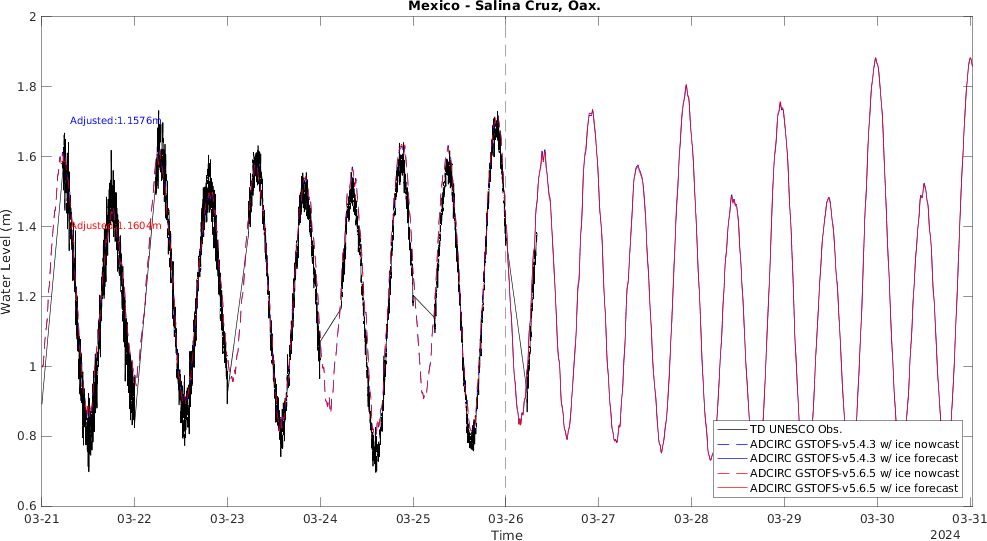 Mexico - Salina Cruz, Oax.
2
1.8
1.6
1.4
1.2
1
0.8
0.6
Water Level (m)
Adjusted:1.1576m
Adjusted:1.1604m
TD UNESCO Obs.
ADCIRC GSTOFS-v5.4.3 w/ ice nowcast
ADCIRC GSTOFS-v5.4.3 w/ ice forecast
ADCIRC GSTOFS-v5.6.5 w/ ice nowcast
ADCIRC GSTOFS-v5.6.5 w/ ice forecast
03-21 03-22 03-23 03-24 03-25 03-26 03-27 03-28 03-29 03-30 03-31
Time
2024